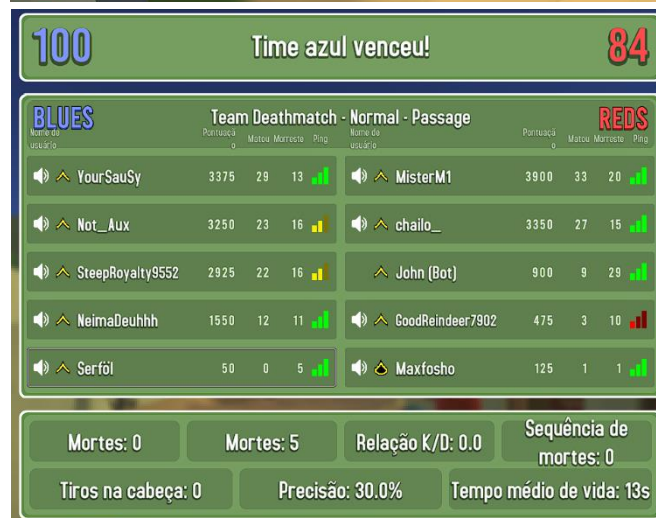 100 Time azul venceu! 84
BLUES Team Deathmatch - Normal - Passage REDS
Nome do usuário Pontuação Matou Morreste Ping Nome do usuário Pontuação Matou Morreste Ping
YourSauSy 3375 29 13 MisterM1 3900 33 20
Not_Aux 3250 23 16 chailo_ 3350 27 15
SteepRoyalty9552 2925 22 16 John (Bot) 900 9 29
NeimaDeuhhh 1550 12 11 GoodReindeer7902 475 3 10
Serföl 50 0 5 Maxfosho 125 1 1
Mortes: 0 Mortes: 5 Relação K/D: 0.0 Sequência de
mortes: 0
Tiros na cabeça: 0 Precisão: 30.0% Tempo médio de vida: 13s